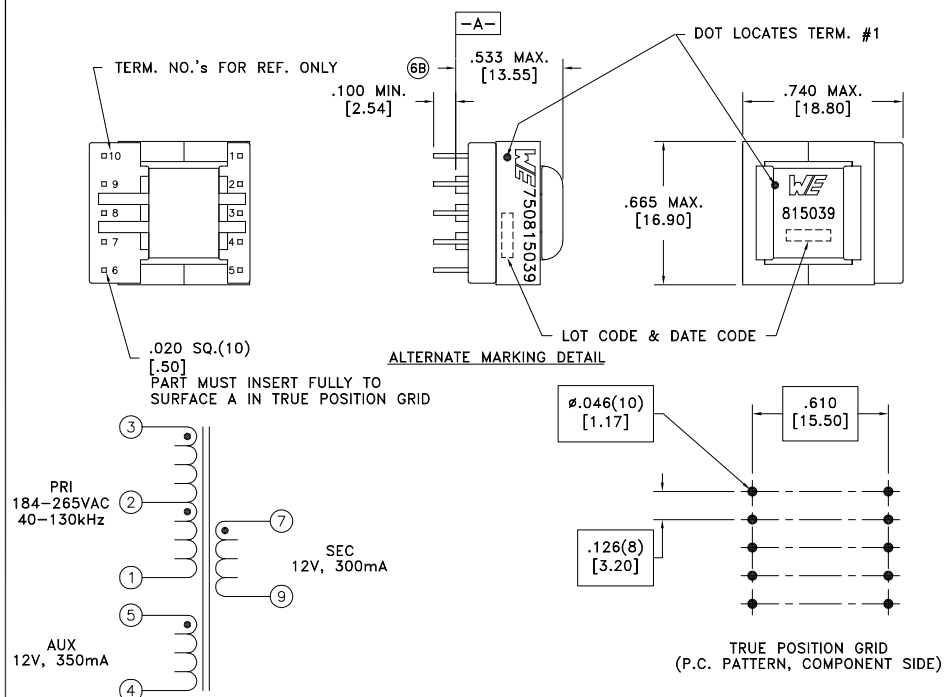 -A-
DOT LOCATES TERM. #1
TERM. NO.'s FOR REF. ONLY
6B
.533 MAX.
[13.55]
.100 MIN.
[2.54]
.740 MAX.
[18.80]
10
9
8
7
6
1
2
3
4
5
WE 750815039
.665 MAX.
[16.90]
WE
815039
LOT CODE & DATE CODE
ALTERNATE MARKING DETAIL
.020 SQ.(10)
[.50]
PART MUST INSERT FULLY TO
SURFACE A IN TRUE POSITION GRID
3
PRI
184-265VAC
40-130kHz
2
1
5
AUX
12V, 350mA
4
7
SEC
12V, 300mA
9
ø.046(10)
[1.17]
.610
[15.50]
.126(8)
[3.20]
TRUE POSITION GRID
(P.C. PATTERN, COMPONENT SIDE)